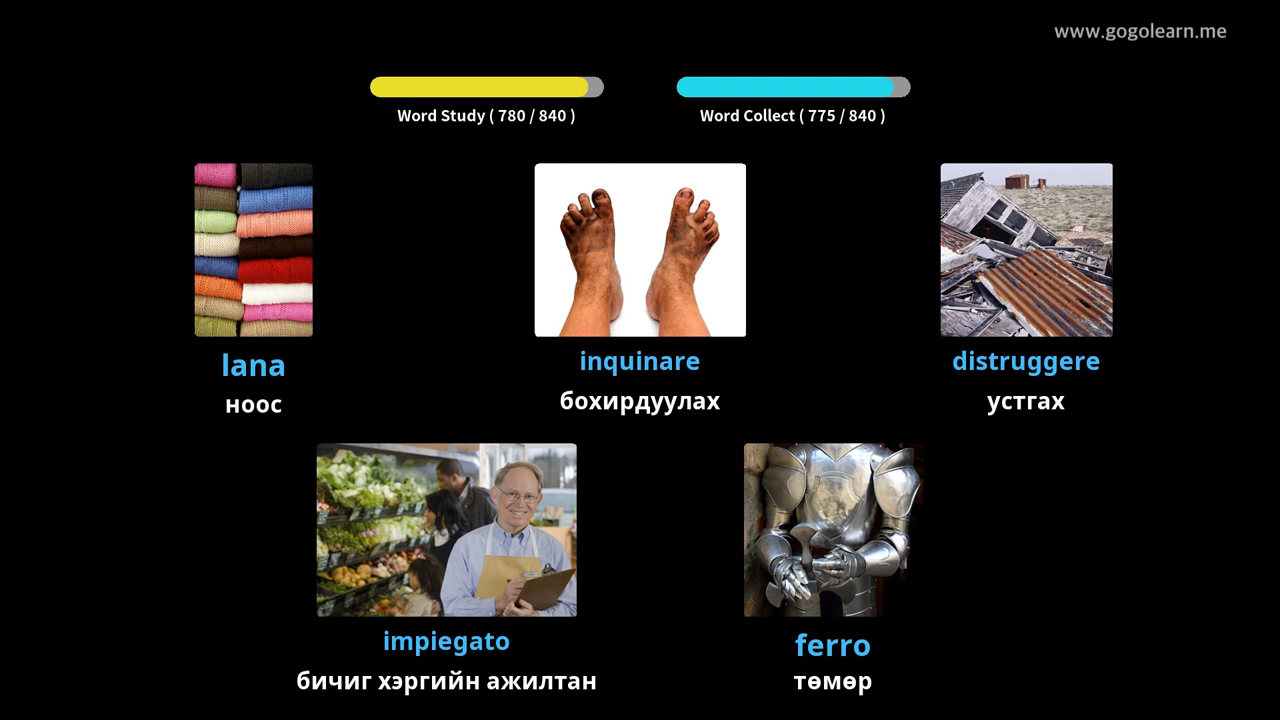 www.gogolearn.me
Word Study ( 780 / 840 )
Word Collect ( 775 / 840 )
lana
ноос
inquinare
бохирдуулах
distruggere
устгах
impiegato
бичиг хэргийн ажилтан
ferro
төмөр